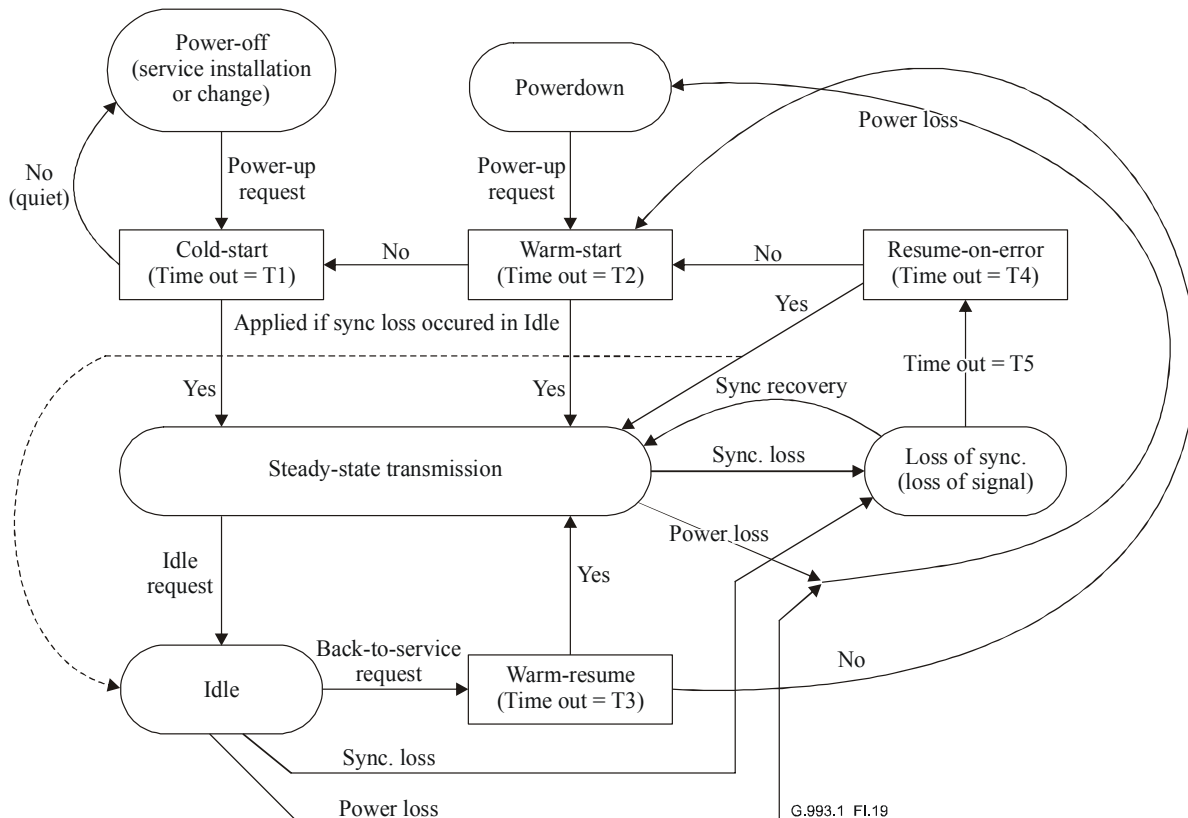 Power-off
(service installation
or change)
Powerdown
Power loss
No
(quiet)
Power-up
request
Power-up
request
Cold-start
(Time out = T1)
No
Warm-start
(Time out = T2)
No
Resume-on-error
(Time out = T4)
Applied if sync loss occured in Idle
Yes
Yes
Yes
Sync recovery
Time out = T5
Steady-state transmission
Sync. loss
Loss of sync.
(loss of signal)
Power loss
Idle
request
Yes
Back-to-service
request
Idle
Warm-resume
(Time out = T3)
No
Sync. loss
Power loss
G.993.1_FI.19